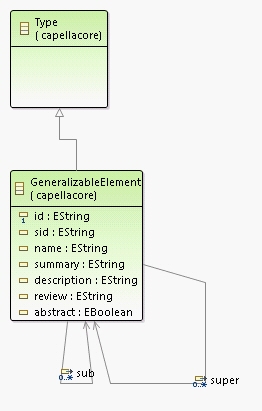 Type
( capellacore)
GeneralizableElement
( capellacore)
id : EString
sid : EString
name : EString
summary : EString
description : EString
review : EString
abstract : EBoolean
sub
0..*
super
0..*